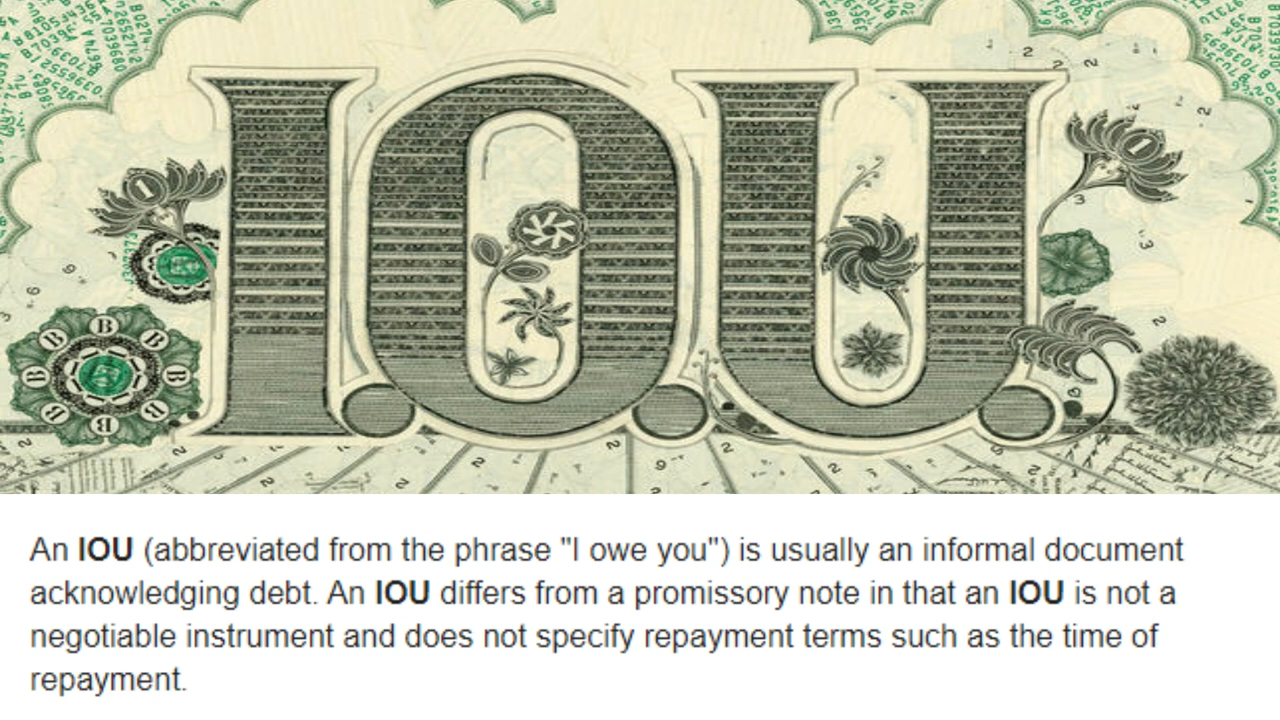 I.O.U.
An IOU (abbreviated from the phrase "I owe you") is usually an informal document
acknowledging debt. An IOU differs from a promissory note in that an IOU is not a
negotiable instrument and does not specify repayment terms such as the time of
repayment.